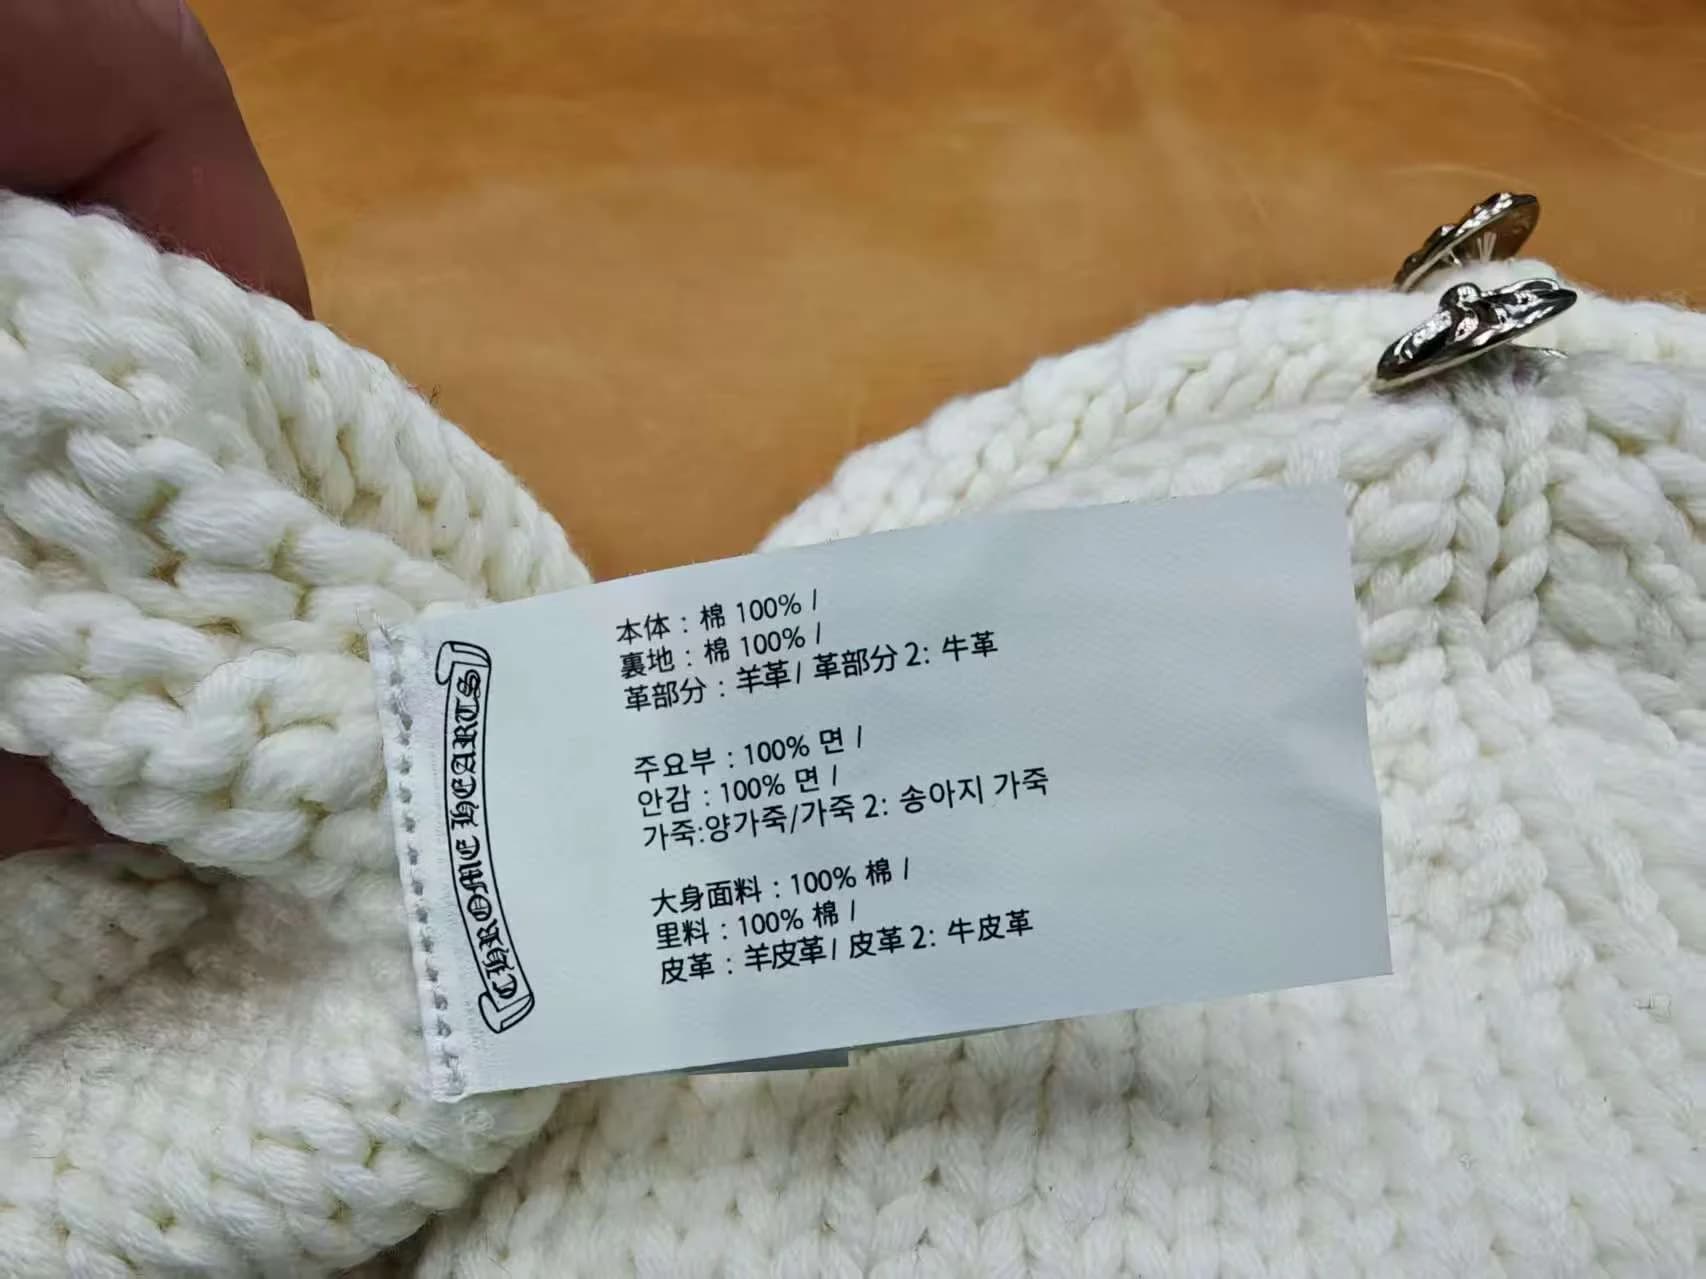 CHROME HEARTS
本体 : 棉 100% /
裏地 : 棉 100% /
革部分 : 羊革 / 革部分 2: 牛革
주요부 : 100% 면 /
안감 : 100% 면 /
가죽:양가죽/가죽 2: 송아지 가죽
大身面料 : 100% 棉 /
里料 : 100% 棉 /
皮革 : 羊皮革 / 皮革 2: 牛皮革